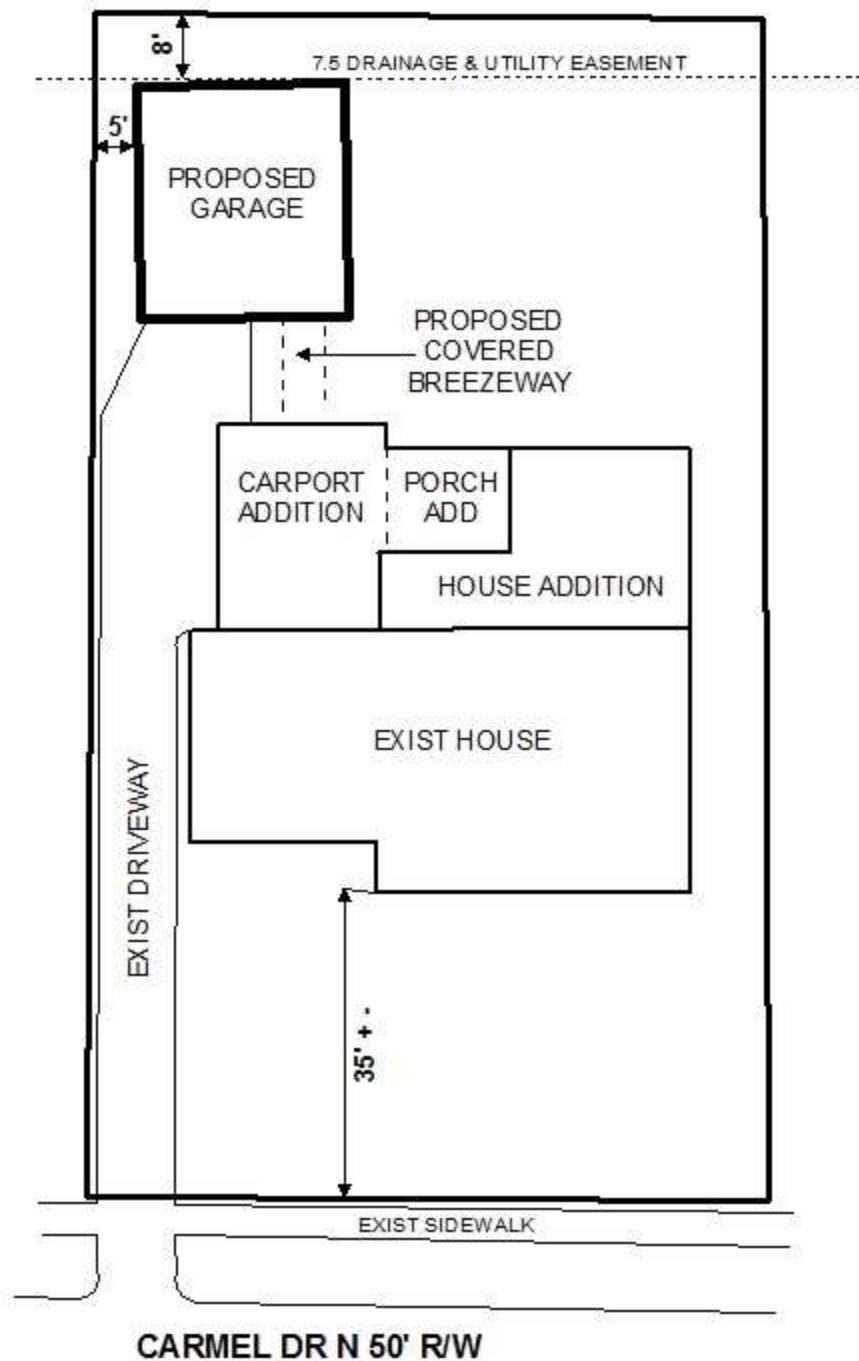 8'
7.5 DRAINAGE & UTILITY EASEMENT
5'
PROPOSED
GARAGE
PROPOSED
COVERED
BREEZEWAY
CARPORT
ADDITION
PORCH
ADD
HOUSE ADDITION
EXIST HOUSE
EXIST DRIVEWAY
35' + -
EXIST SIDEWALK
CARMEL DR N 50' R/W